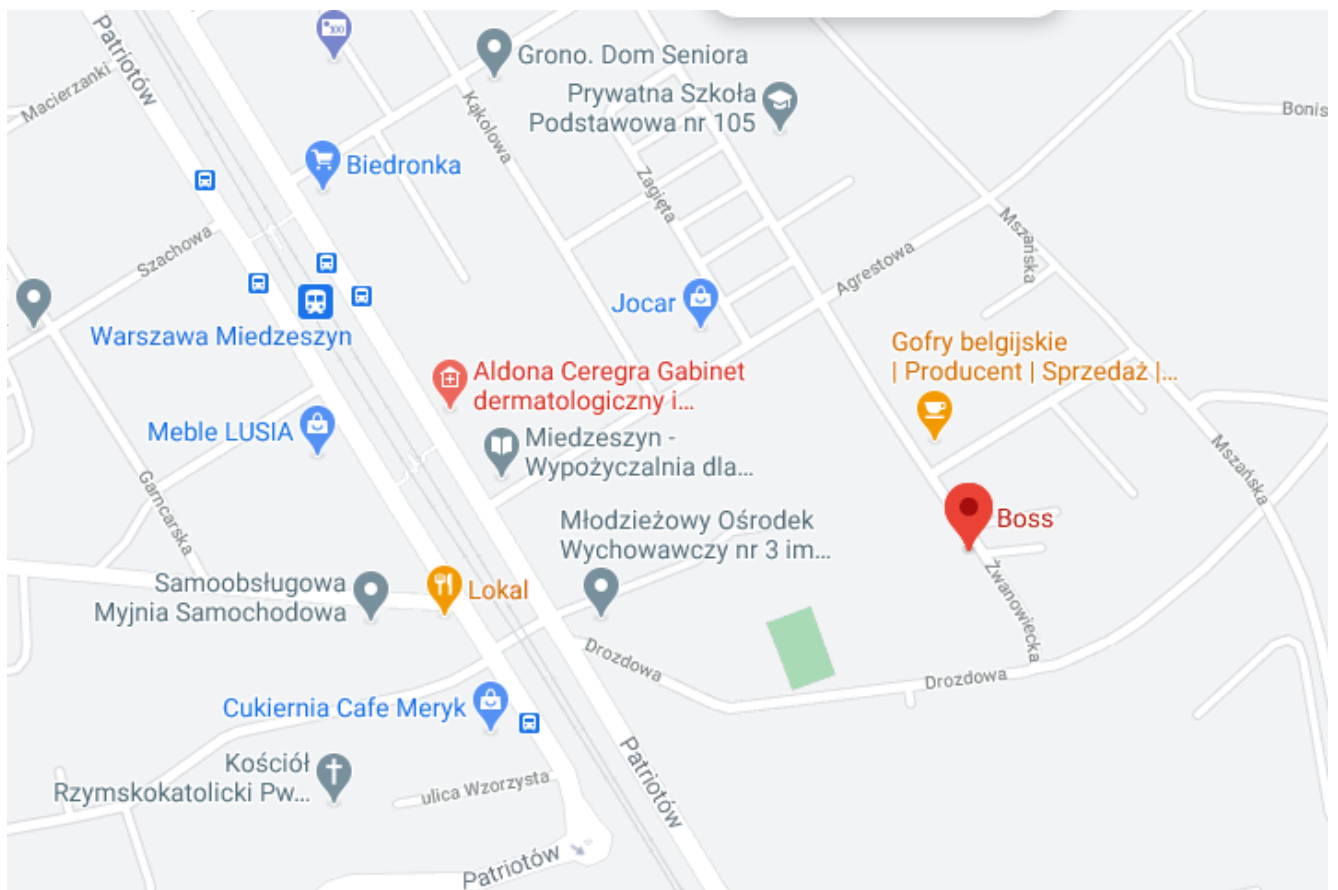 Patriotów
Macierzanki
100
Grono. Dom Seniora
Prywatna Szkoła
Podstawowa nr 105
Kąkolowa
Bonis
Biedronka
Zagięta
Mszańska
Szachowa
Agrestowa
Jocar
Warszawa Miedzeszyn
Gofry belgijskie
| Producent | Sprzedaż |...
Aldona Ceregra Gabinet
dermatologiczny i...
Meble LUSIA
Miedzeszyn -
Wypożyczalnia dla...
Mszańska
Garncarska
Młodzieżowy Ośrodek
Wychowawczy nr 3 im...
Boss
Samoobsługowa
Myjnia Samochodowa
Lokal
Żwanowiecka
Drozdowa
Drozdowa
Cukiernia Cafe Meryk
Kościół
Rzymskokatolicki Pw...
ulica Wzorzysta
Patriotów
Patriotów